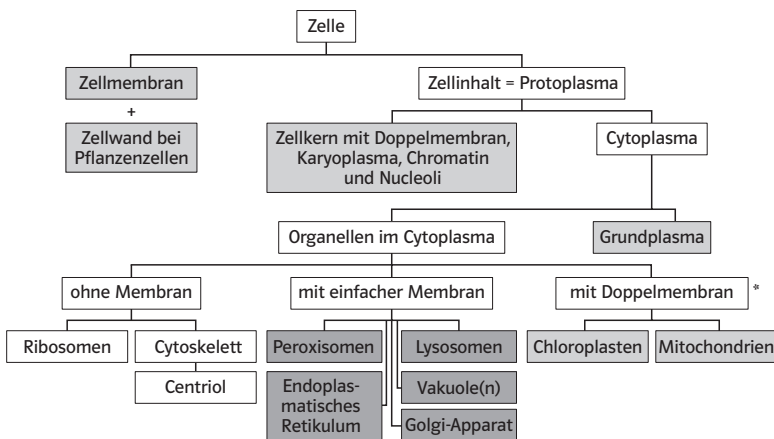 Zelle
Zellmembran
+
Zellwand bei
Pflanzenzellen
Zellinhalt = Protoplasma
Zellkern mit Doppelmembran,
Karyoplasma, Chromatin
und Nucleoli
Cytoplasma
Organellen im Cytoplasma
Grundplasma
ohne Membran
mit einfacher Membran
mit Doppelmembran *
Ribosomen
Cytoskelett
Centriol
Peroxisomen
Endoplas-
matisches
Retikulum
Lysosomen
Vakuole(n)
Golgi-Apparat
Chloroplasten
Mitochondrien